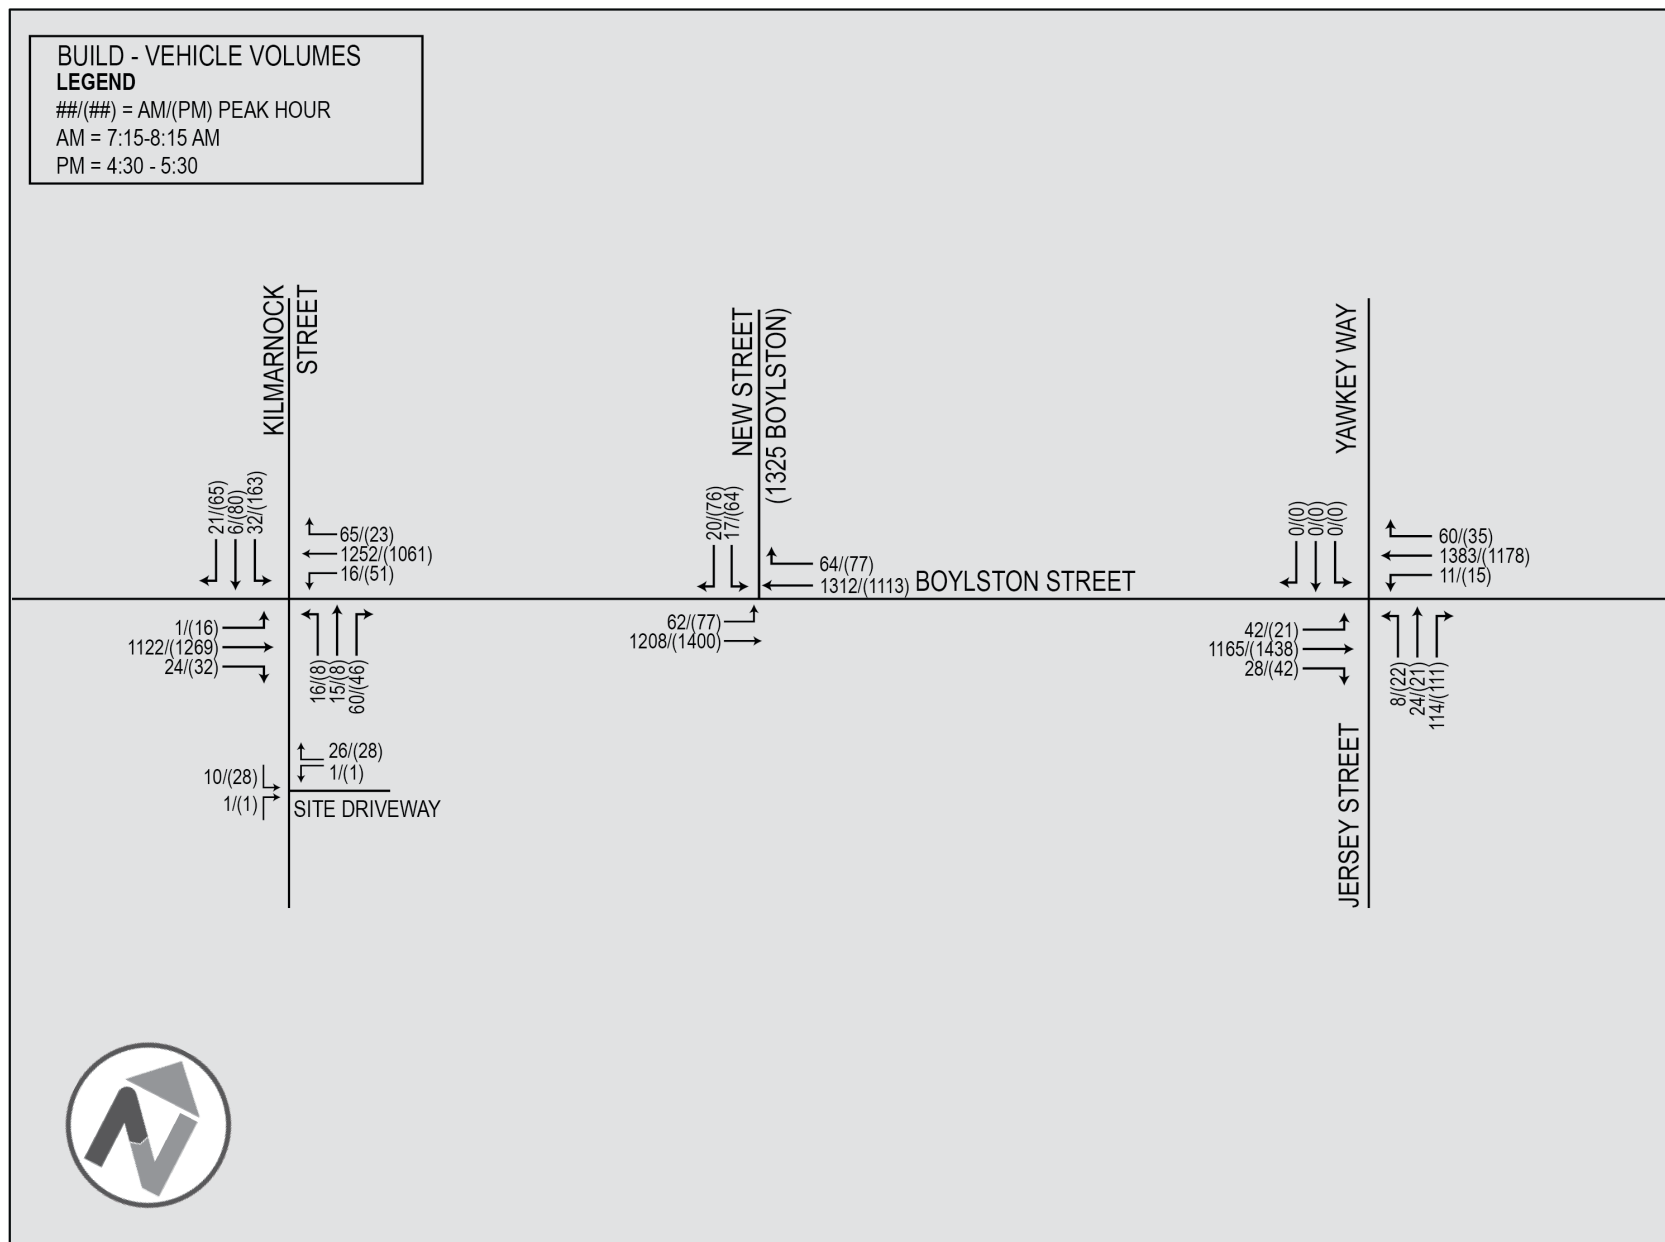 BUILD - VEHICLE VOLUMES
LEGEND
##/(##) = AM/(PM) PEAK HOUR
AM = 7:15-8:15 AM
PM = 4:30 - 5:30
KILMARNOCK
STREET
NEW STREET
(1325 BOYLSTON)
YAWKEY WAY
21/(65)
6/(80)
32/(163)
65/(23)
1252/(1061)
16/(51)
20/(76)
17/(64)
64/(77)
1312/(1113)
BOYLSTON STREET
0/(0)
0/(0)
0/(0)
60/(35)
1383/(1178)
11/(15)
1/(16)
1122/(1269)
24/(32)
16/(8)
15/(8)
60/(46)
62/(77)
1208/(1400)
42/(21)
1165/(1438)
28/(42)
8/(22)
24/(21)
114/(111)
JERSEY STREET
26/(28)
1/(1)
10/(28)
1/(1)
SITE DRIVEWAY
N